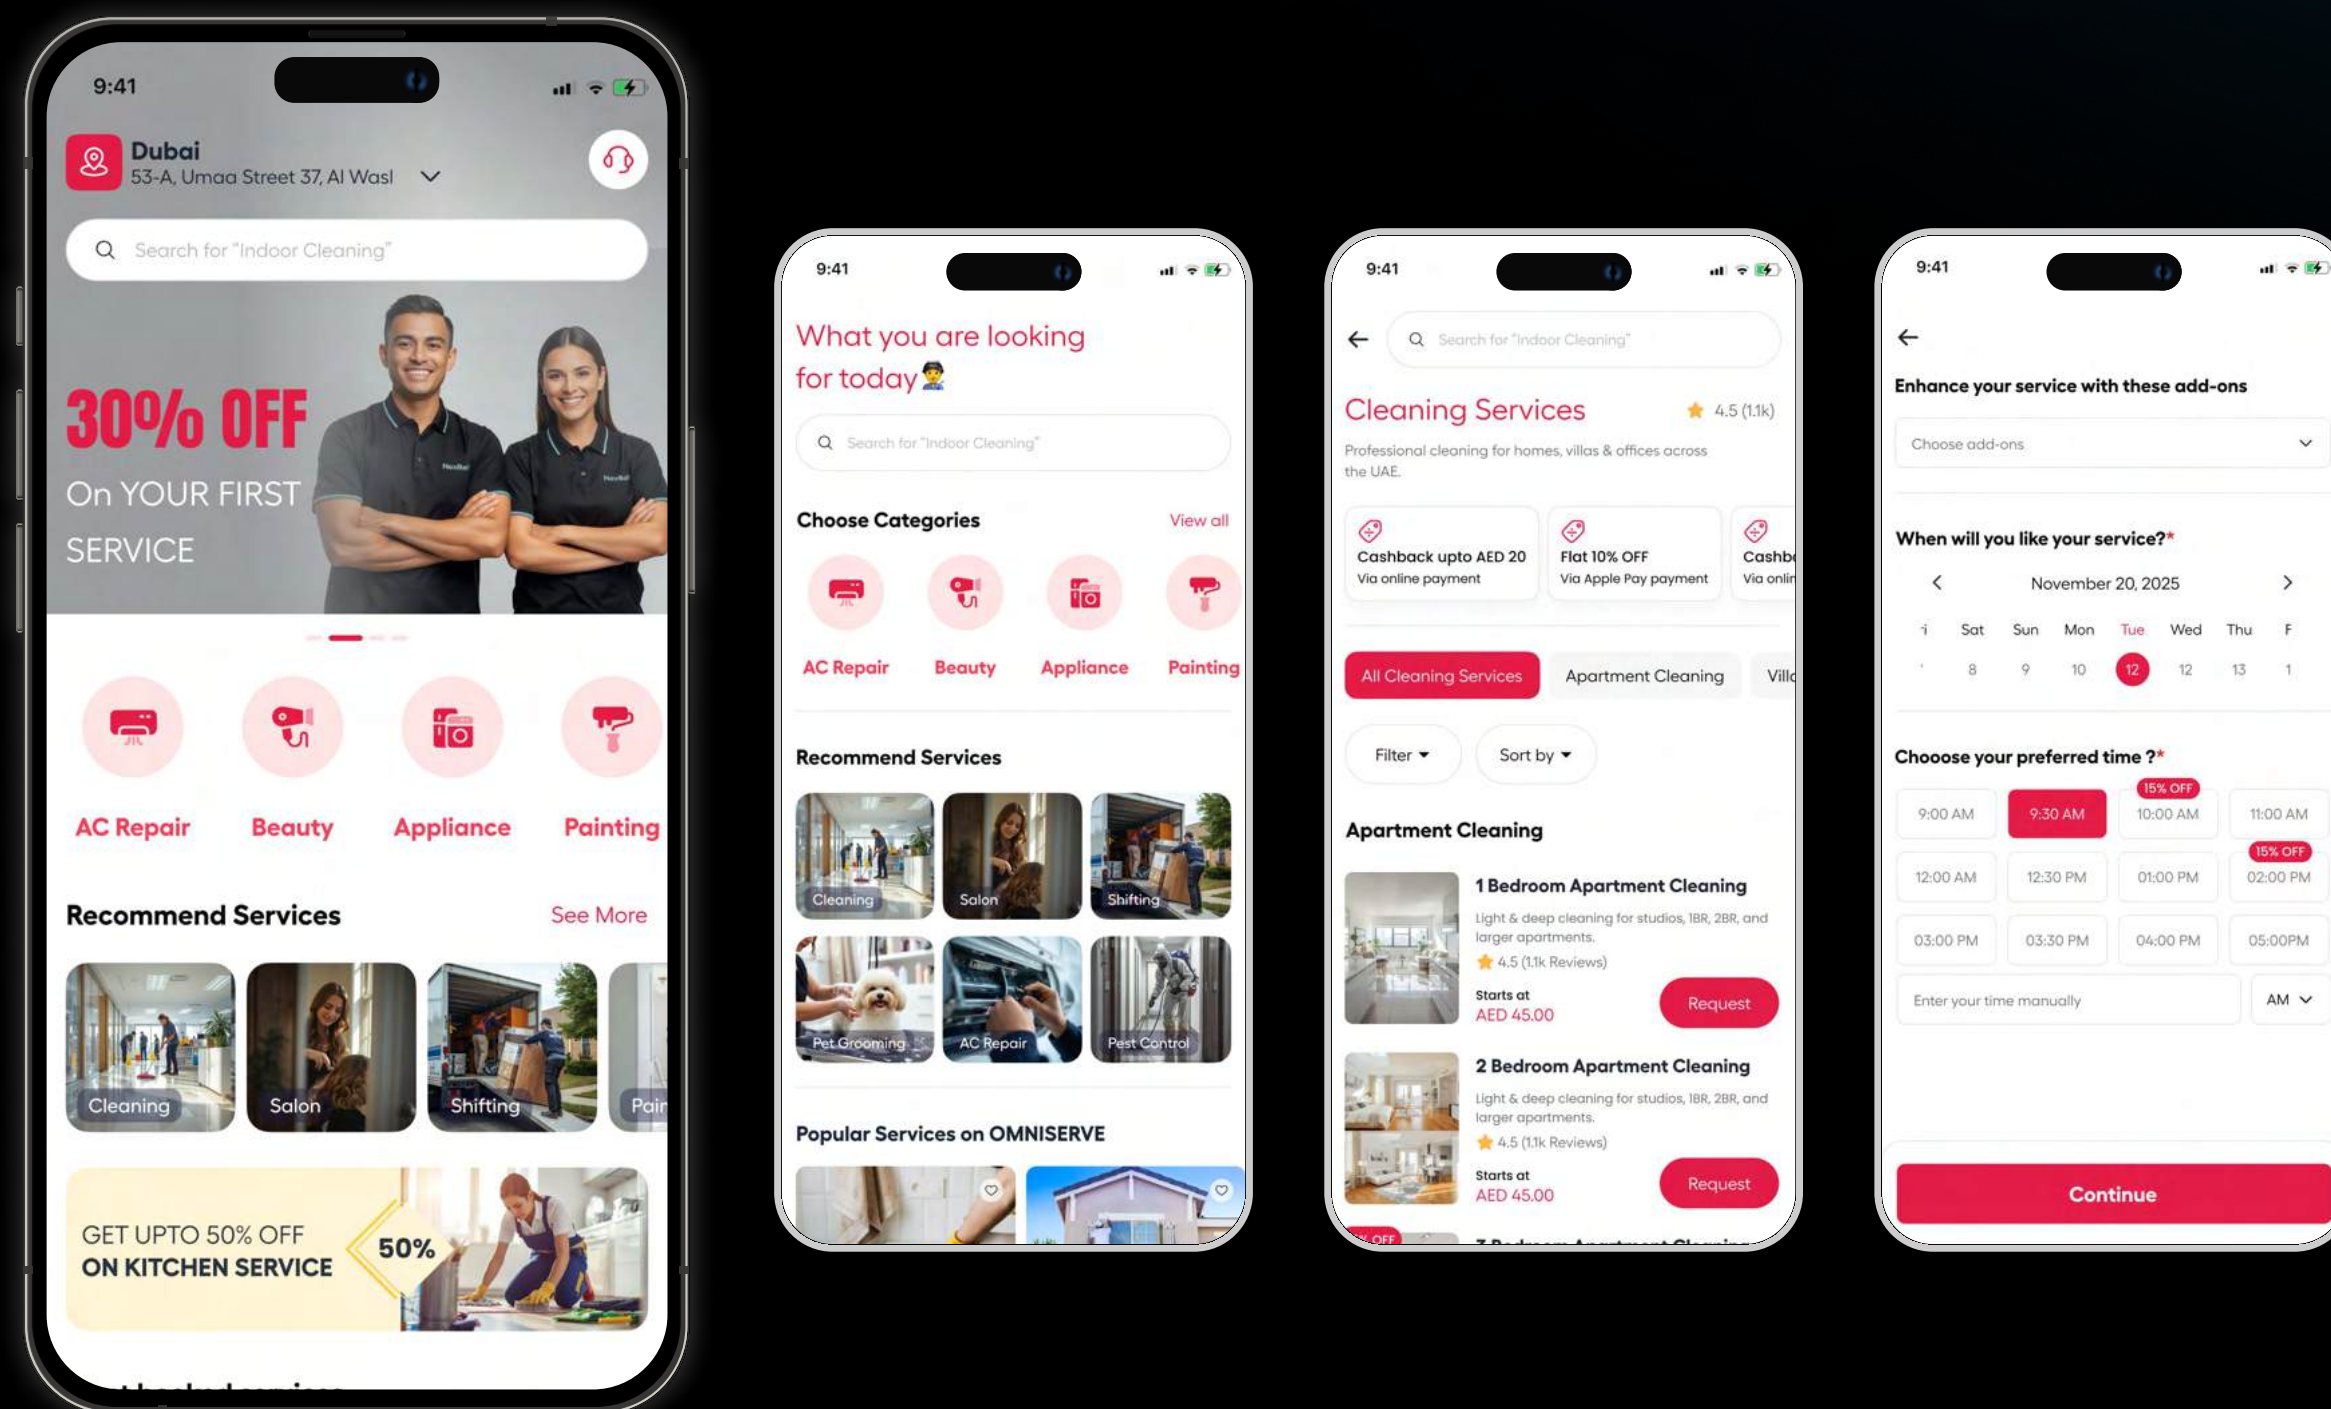 9:41
Dubai
53-A, Umaa Street 37, Al Wasl
Search for "Indoor Cleaning"
30% OFF
On YOUR FIRST
SERVICE
AC Repair
Beauty
Appliance
Painting
Recommend Services
See More
Cleaning
Salon
Shifting
GET UPTO 50% OFF
ON KITCHEN SERVICE
50%
9:41
What you are looking
for today
Search for "Indoor Cleaning"
Choose Categories
View all
AC Repair
Beauty
Appliance
Painting
Recommend Services
Cleaning
Salon
Shifting
Pet Grooming
AC Repair
Pest Control
Popular Services on OMNISERVE
9:41
Search for "Indoor Cleaning"
Cleaning Services
4.5 (1.1k)
Professional cleaning for homes, villas & offices across
the UAE.
Cashback upto AED 20
Via online payment
Flat 10% OFF
Via Apple Pay payment
Cashb
Via onlin
All Cleaning Services
Apartment Cleaning
Filter
Sort by
Apartment Cleaning
1 Bedroom Apartment Cleaning
Light & deep cleaning for studios, 1BR, 2BR, and
larger apartments.
4.5 (1.1k Reviews)
Starts at
AED 45.00
Request
2 Bedroom Apartment Cleaning
Light & deep cleaning for studios, 1BR, 2BR, and
larger apartments.
4.5 (1.1k Reviews)
Starts at
AED 45.00
Request
% OFF
9:41
Enhance your service with these add-ons
Choose add-ons
When will you like your service?*
November 20, 2025
Sat Sun Mon Tue Wed Thu F
8 9 10 12 12 13 1
Chooose your preferred time ?*
15% OFF
9:00 AM 9:30 AM 10:00 AM 11:00 AM
15% OFF
12:00 AM 12:30 PM 01:00 PM 02:00 PM
03:00 PM 03:30 PM 04:00 PM 05:00PM
Enter your time manually
AM
Continue